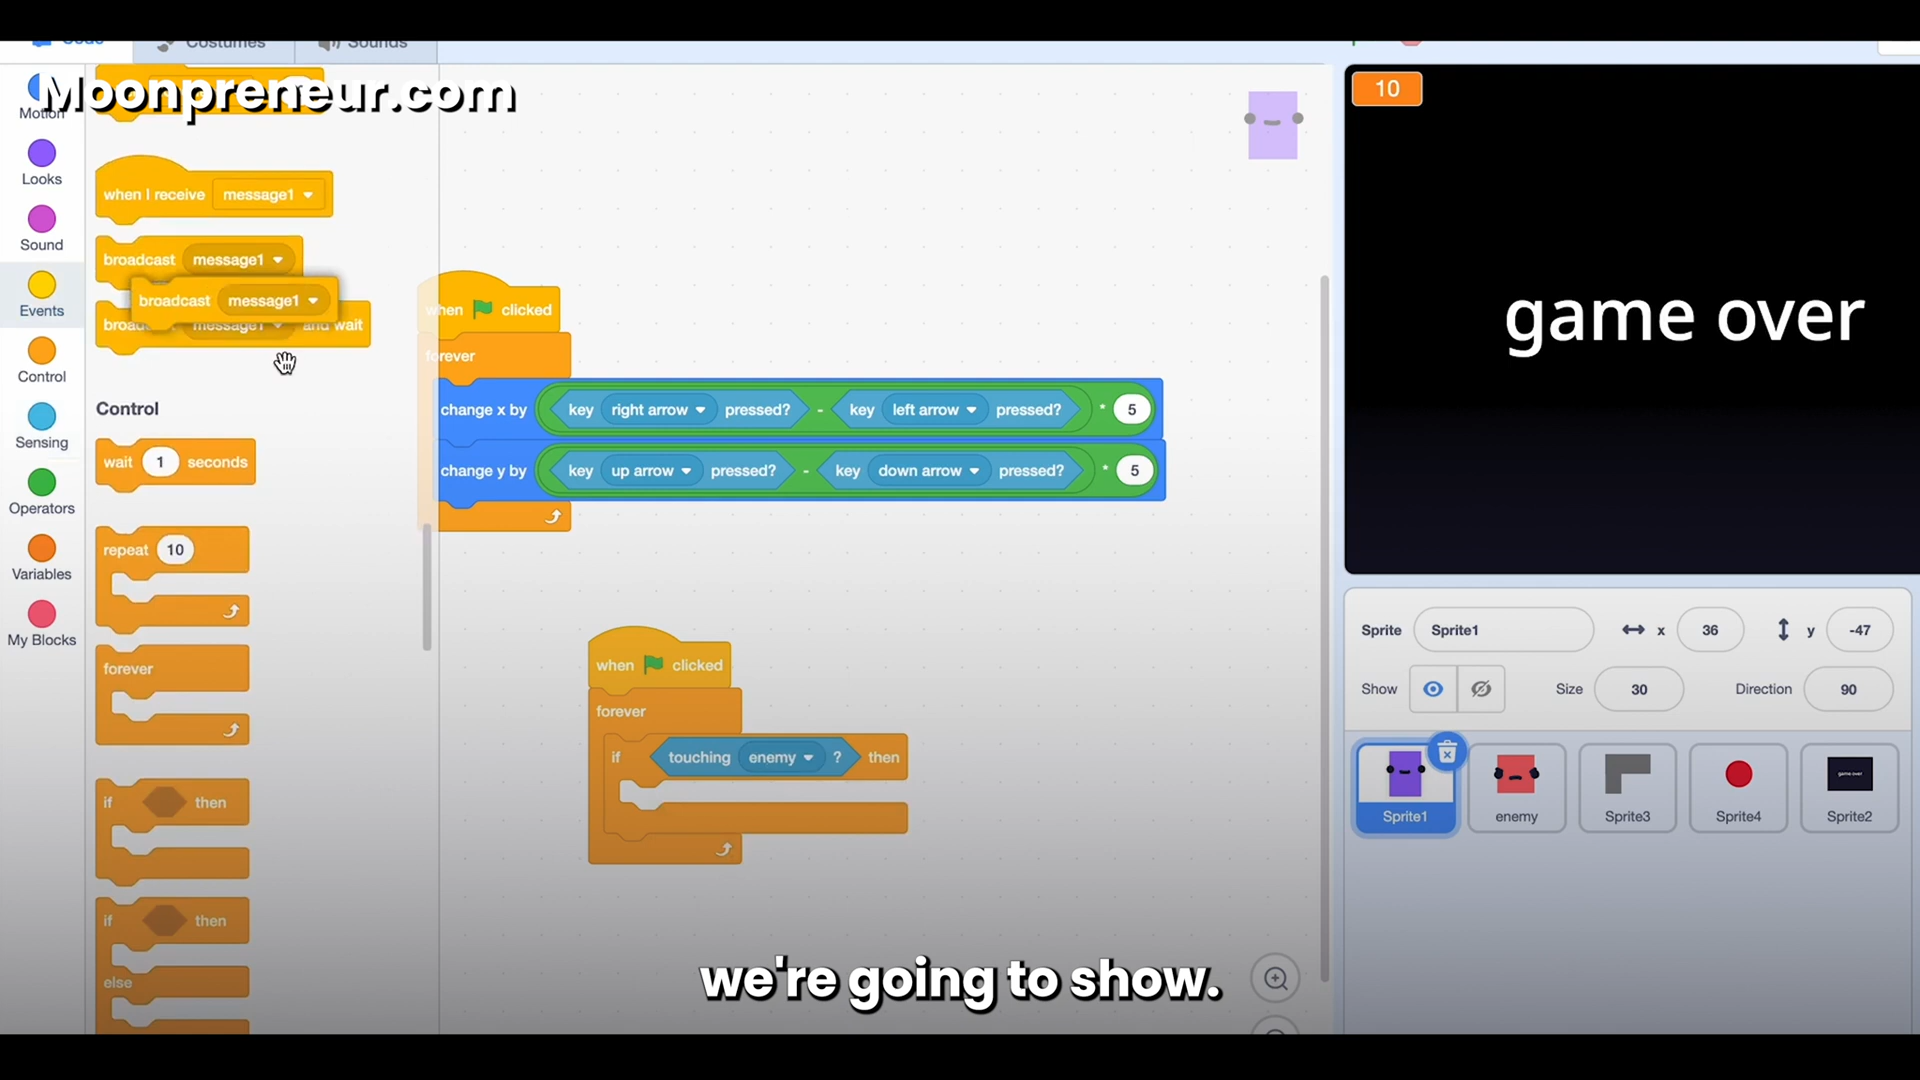 Code
Costumes
Sounds
Moonpreneur.com
Motion
Looks
Sound
Events
Control
Sensing
Operators
Variables
My Blocks
when I receive message1
broadcast message1
broadcast message1
message1 and wait
Control
wait 1 seconds
repeat 10
forever
if then
if then
else
when clicked
forever
change x by key right arrow pressed? - key left arrow pressed? * 5
change y by key up arrow pressed? - key down arrow pressed? * 5
when clicked
forever
if touching enemy ? then
10
game over
Sprite Sprite1 x 36 y -47
Show Size 30 Direction 90
game over
Sprite1 enemy Sprite3 Sprite4 Sprite2
we're going to show.